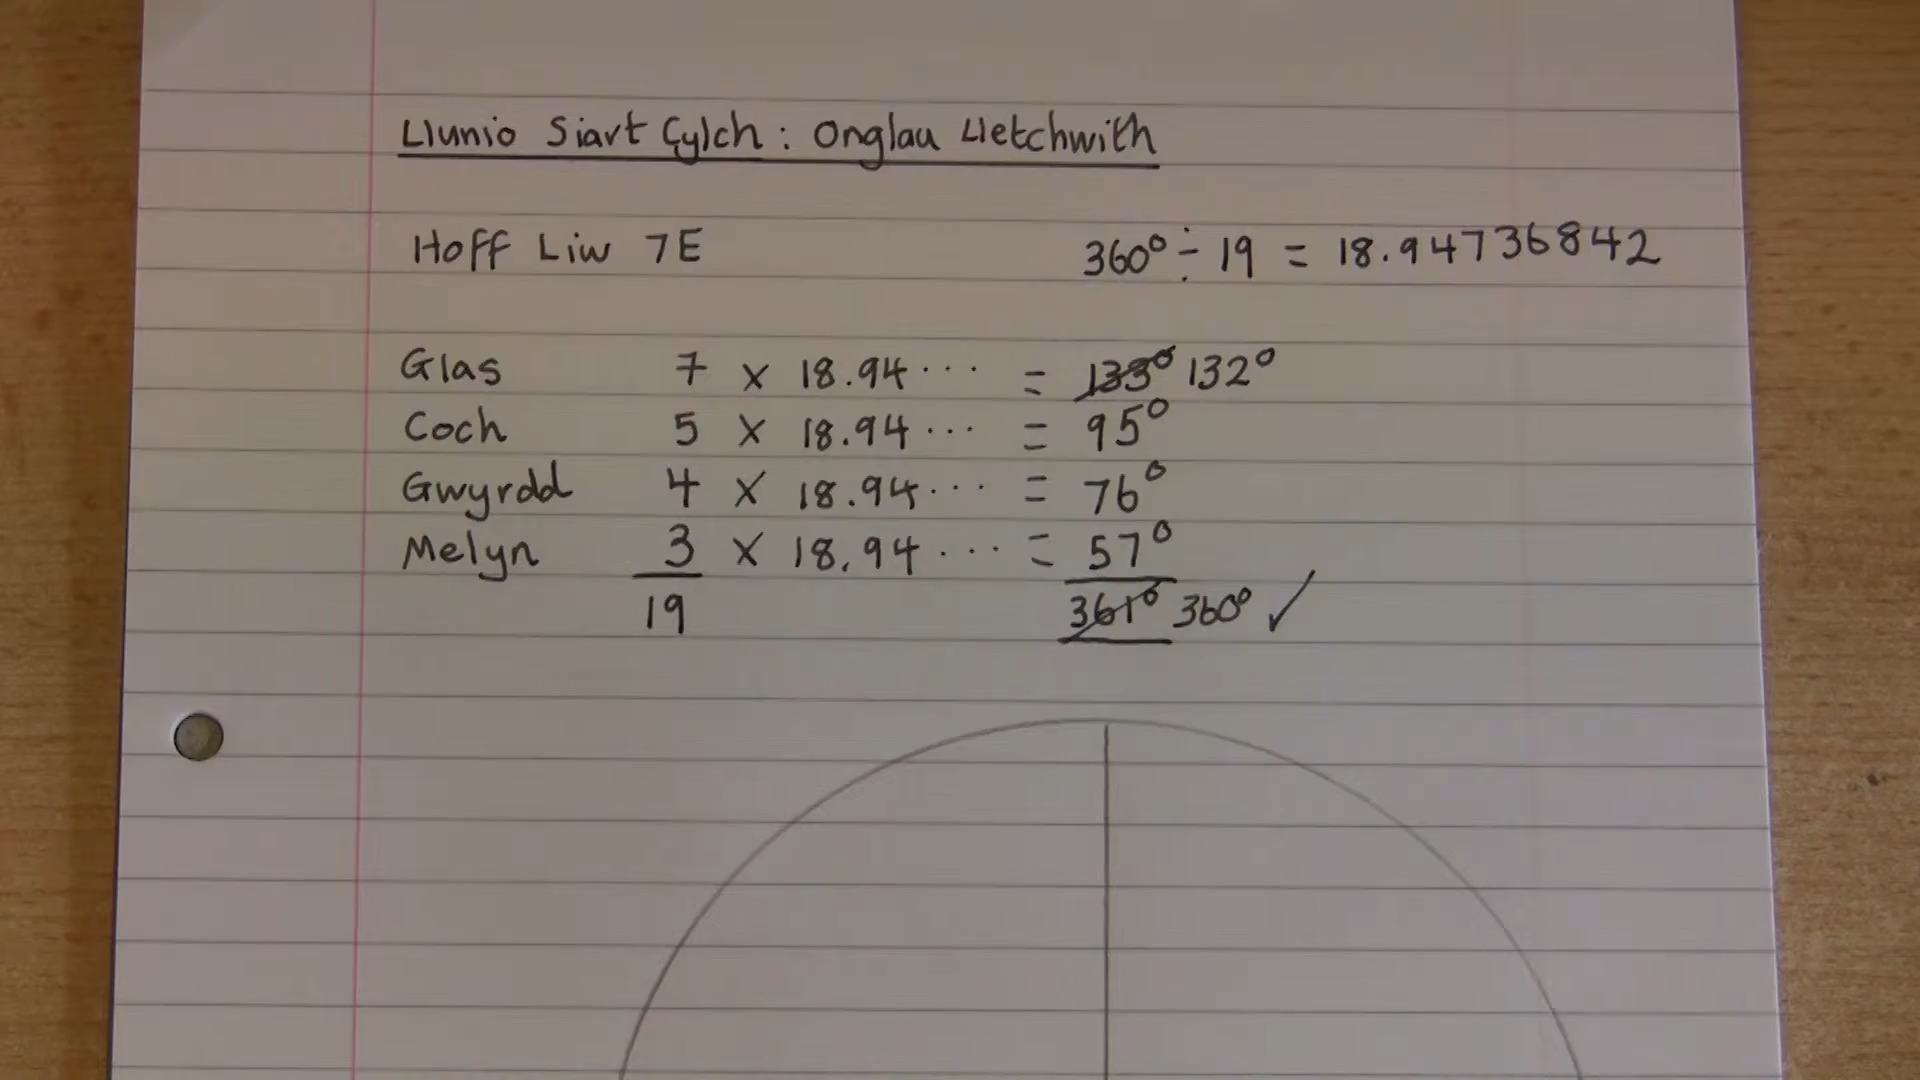 Llunio Siart Cylch: Onglau Lletchwith
Hoff Liw 7E 360° ÷ 19 = 18.94736842
Glas 7 × 18.94... = 133° 132°
Coch 5 × 18.94... = 95°
Gwyrdd 4 × 18.94... = 76°
Melyn 3 × 18.94... = 57°
19 361° 360° ✓